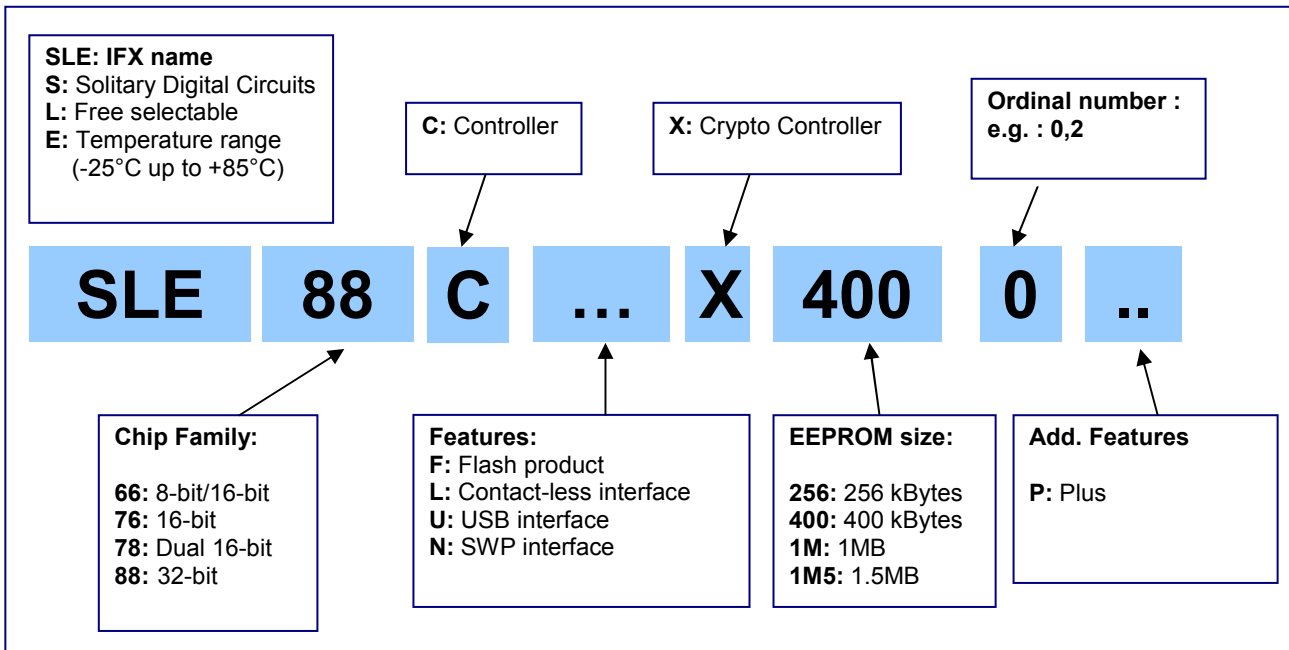 SLE: IFX name
S: Solitary Digital Circuits
L: Free selectable
E: Temperature range
(-25°C up to +85°C)
C: Controller
X: Crypto Controller
Ordinal number :
e.g. : 0,2
SLE 88 C ... X 400 0 ..
Chip Family:
66: 8-bit/16-bit
76: 16-bit
78: Dual 16-bit
88: 32-bit
Features:
F: Flash product
L: Contact-less interface
U: USB interface
N: SWP interface
EEPROM size:
256: 256 kBytes
400: 400 kBytes
1M: 1MB
1M5: 1.5MB
Add. Features
P: Plus